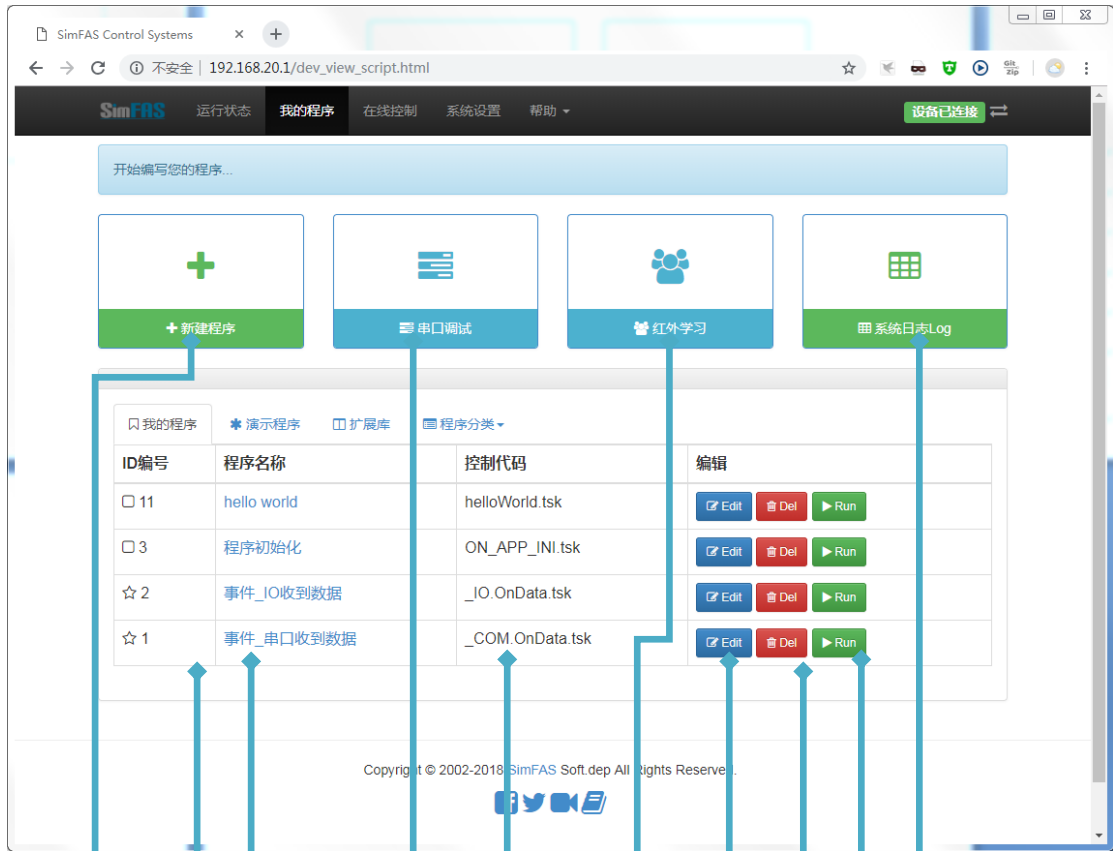 SimFAS Control Systems
不安全 | 192.168.20.1/dev_view_script.html
Git
Zip
SimFAS 运行状态 我的程序 在线控制 系统设置 帮助 设备已连接
开始编写您的程序...
新建程序 串口调试 红外学习 系统日志Log
我的程序 演示程序 扩展库 程序分类
ID编号 程序名称 控制代码 编辑
11 hello world helloWorld.tsk Edit Del Run
3 程序初始化 ON_APP_INI.tsk Edit Del Run
2 事件_IO收到数据 _IO.OnData.tsk Edit Del Run
1 事件_串口收到数据 _COM.OnData.tsk Edit Del Run
Copyright © 2002-2018 SimFAS Soft.dep All Rights Reserved.